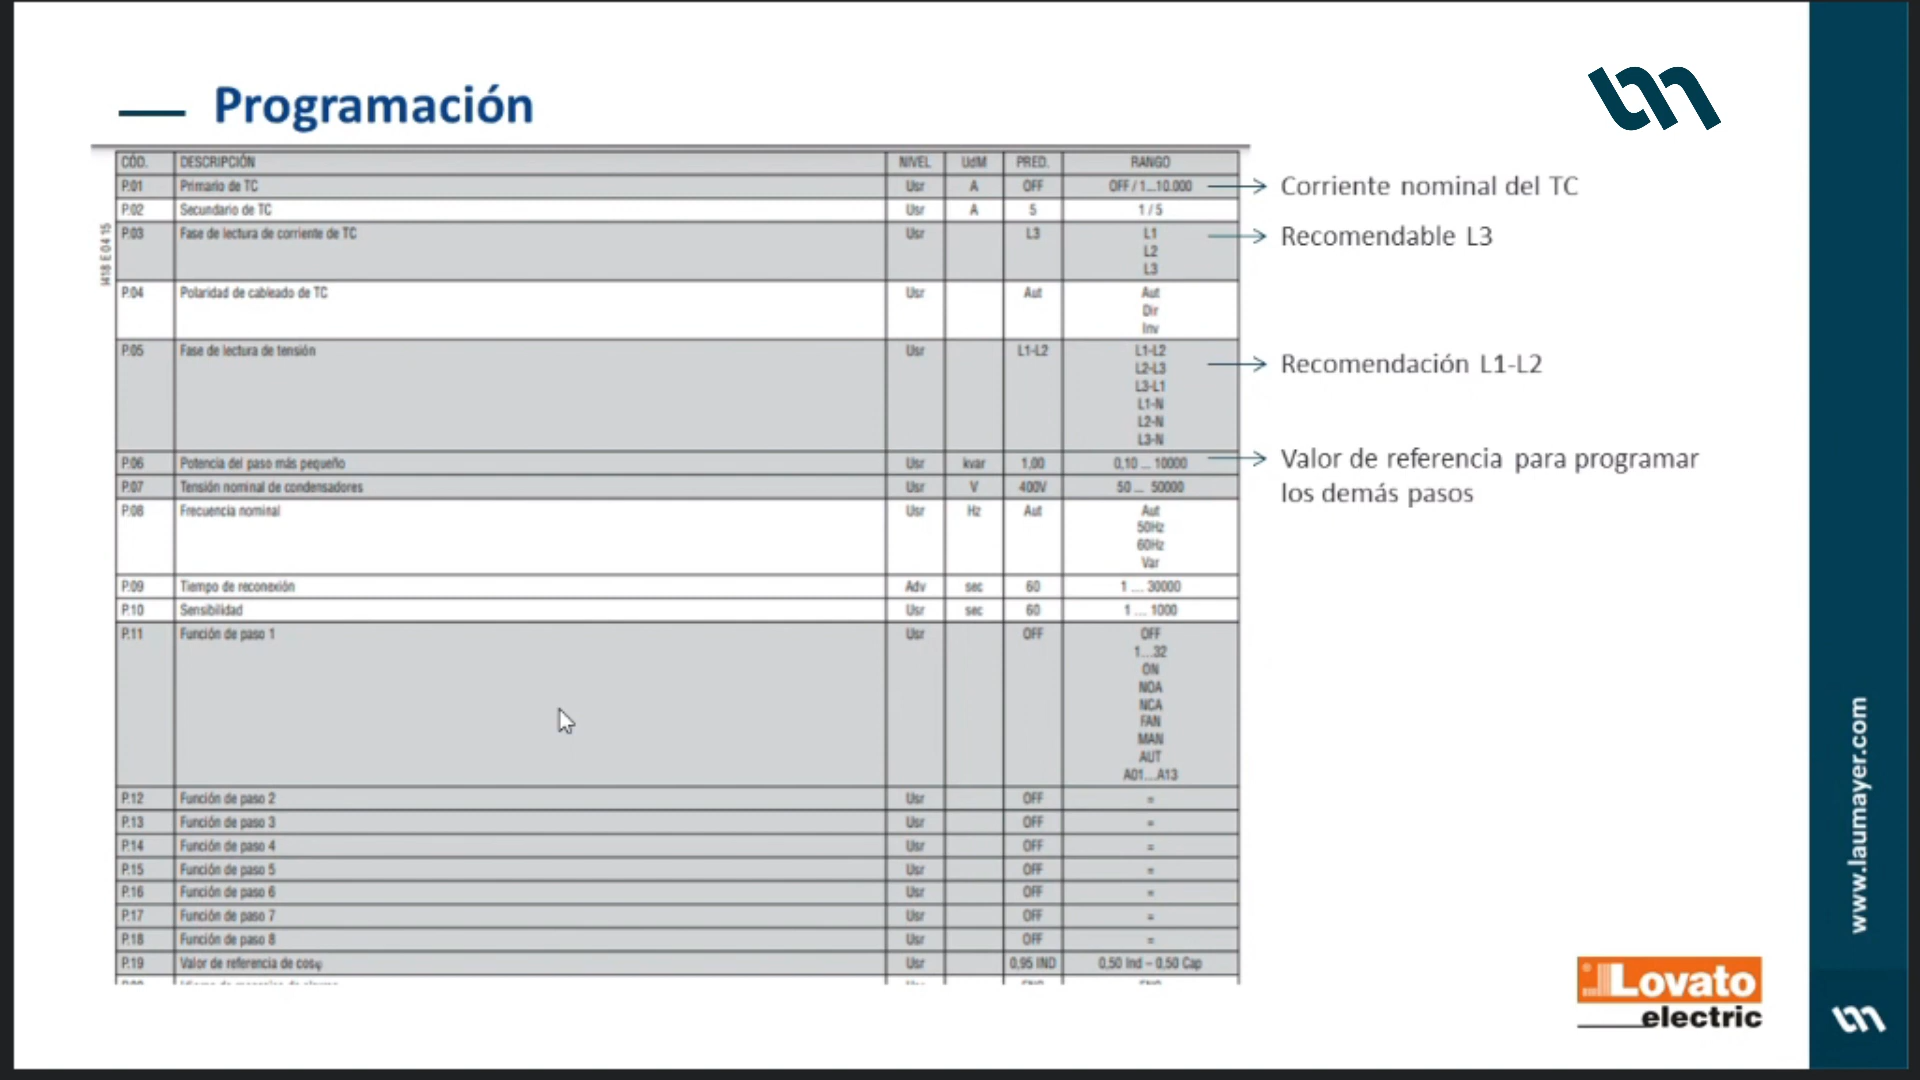 Programación
CÓD. DESCRIPCIÓN NIVEL UdM PRED. RANGO
P.01 Primario de TC Usr A OFF OFF / 1...10.000
Corriente nominal del TC
P.02 Secundario de TC Usr A 5 1 / 5
P.03 Fase de lectura de corriente de TC Usr L3 L1
L2
L3
Recomendable L3
I418 E 04 15
P.04 Polaridad de cableado de TC Usr Aut Aut
Dir
Inv
P.05 Fase de lectura de tensión Usr L1-L2 L1-L2
L2-L3
L3-L1
L1-N
L2-N
L3-N
Recomendación L1-L2
P.06 Potencia del paso más pequeño Usr kvar 1,00 0,10 ... 10000
Valor de referencia para programar
los demás pasos
P.07 Tensión nominal de condensadores Usr V 400V 50 ... 50000
P.08 Frecuencia nominal Usr Hz Aut Aut
50Hz
60Hz
Var
P.09 Tiempo de reconexión Adv sec 60 1 ... 30000
P.10 Sensibilidad Usr sec 60 1 ... 1000
P.11 Función de paso 1 Usr OFF OFF
1...32
ON
NOA
NCA
FAN
MAN
AUT
A01...A13
P.12 Función de paso 2 Usr OFF =
P.13 Función de paso 3 Usr OFF =
P.14 Función de paso 4 Usr OFF =
P.15 Función de paso 5 Usr OFF =
P.16 Función de paso 6 Usr OFF =
P.17 Función de paso 7 Usr OFF =
P.18 Función de paso 8 Usr OFF =
P.19 Valor de referencia de cosφ Usr 0,95 IND 0,50 Ind – 0,50 Cap
www.laumayer.com
Lovato
electric